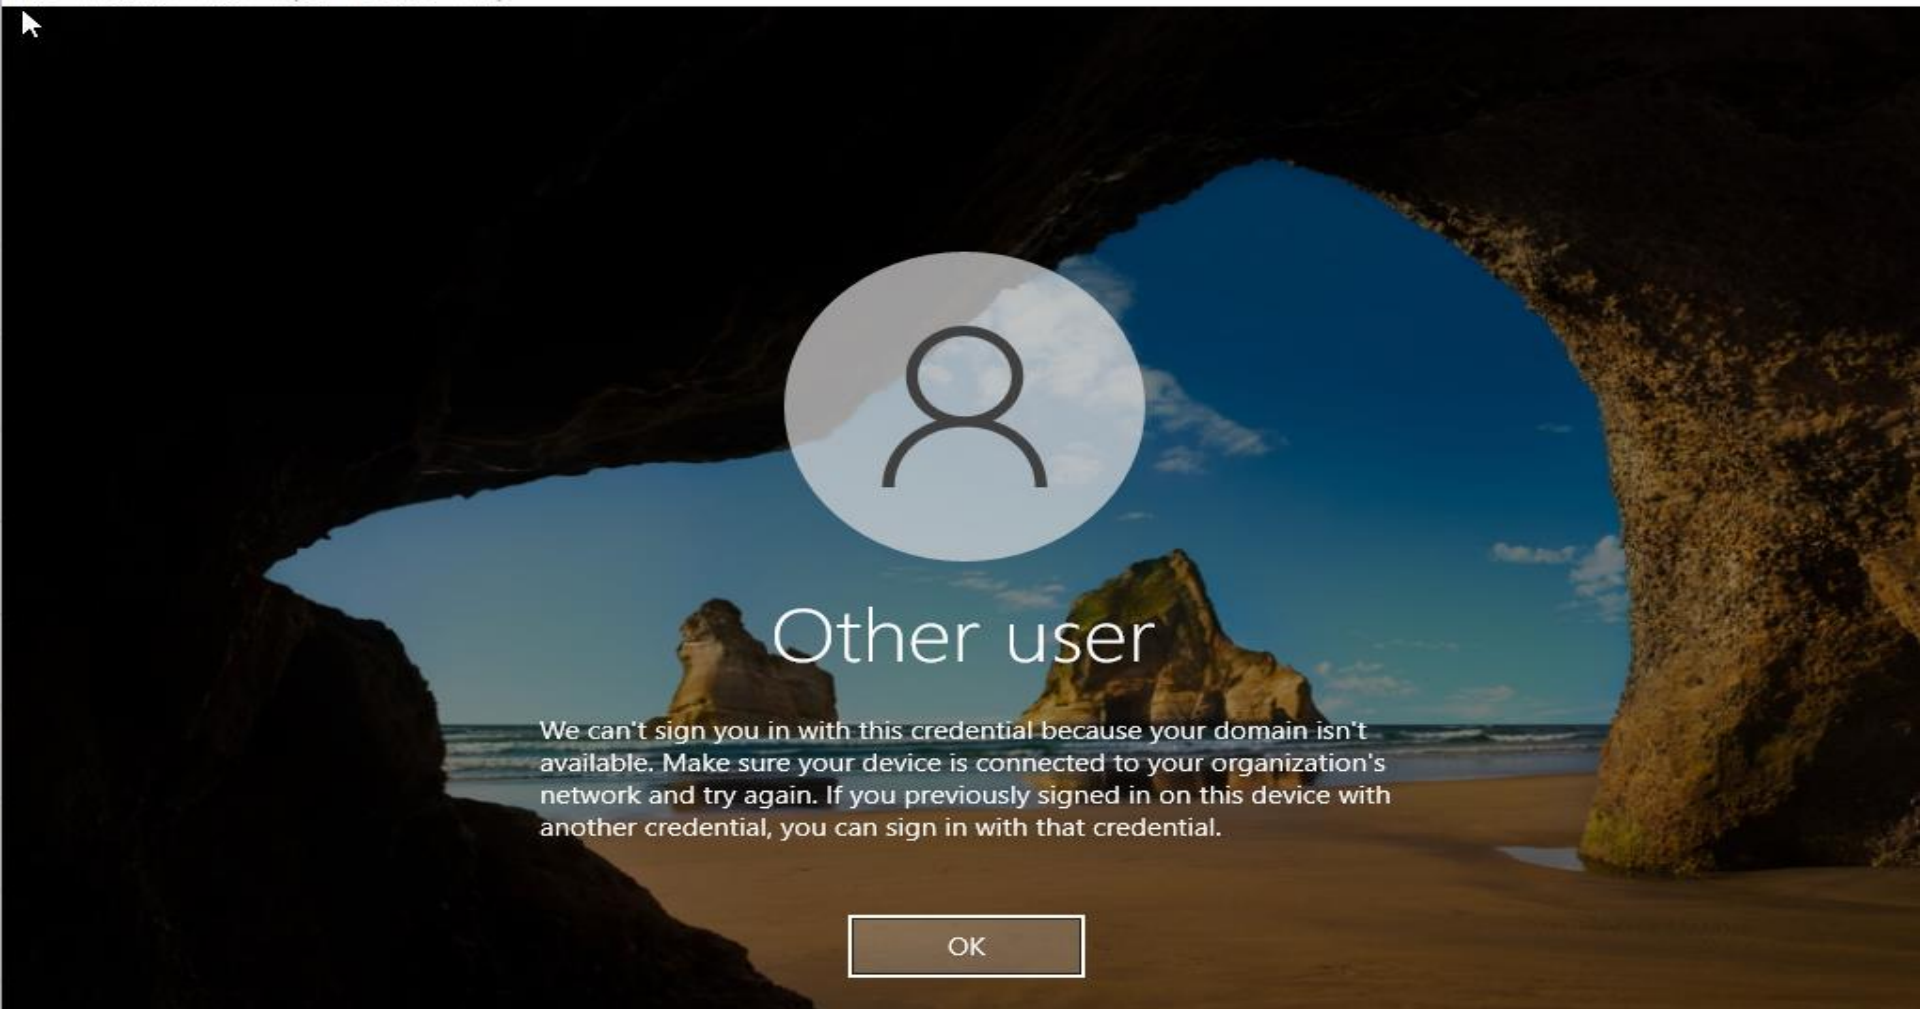 Other user
We can't sign you in with this credential because your domain isn't
available. Make sure your device is connected to your organization's
network and try again. If you previously signed in on this device with
another credential, you can sign in with that credential.
OK